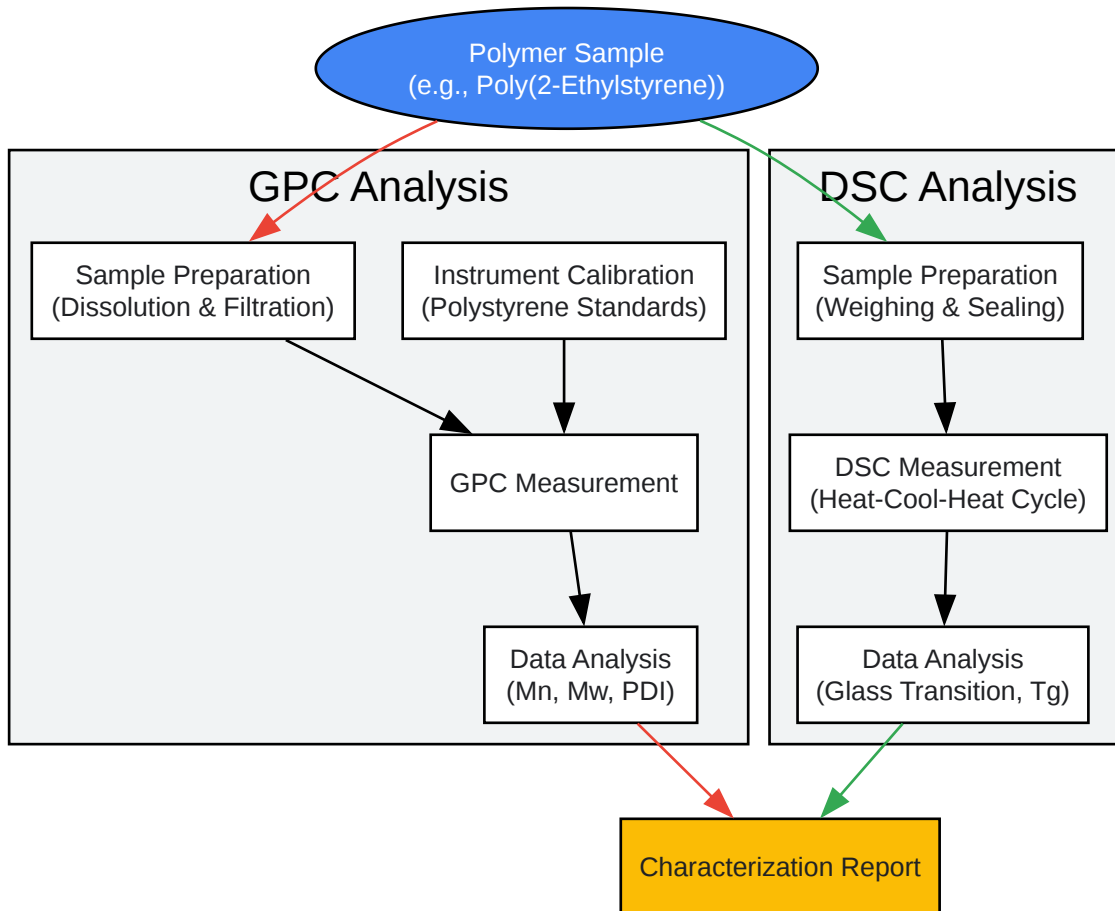 Polymer Sample
(e.g., Poly(2-Ethylstyrene))
GPC Analysis
Sample Preparation
(Dissolution & Filtration)
Instrument Calibration
(Polystyrene Standards)
GPC Measurement
Data Analysis
(Mn, Mw, PDI)
DSC Analysis
Sample Preparation
(Weighing & Sealing)
DSC Measurement
(Heat-Cool-Heat Cycle)
Data Analysis
(Glass Transition, Tg)
Characterization Report